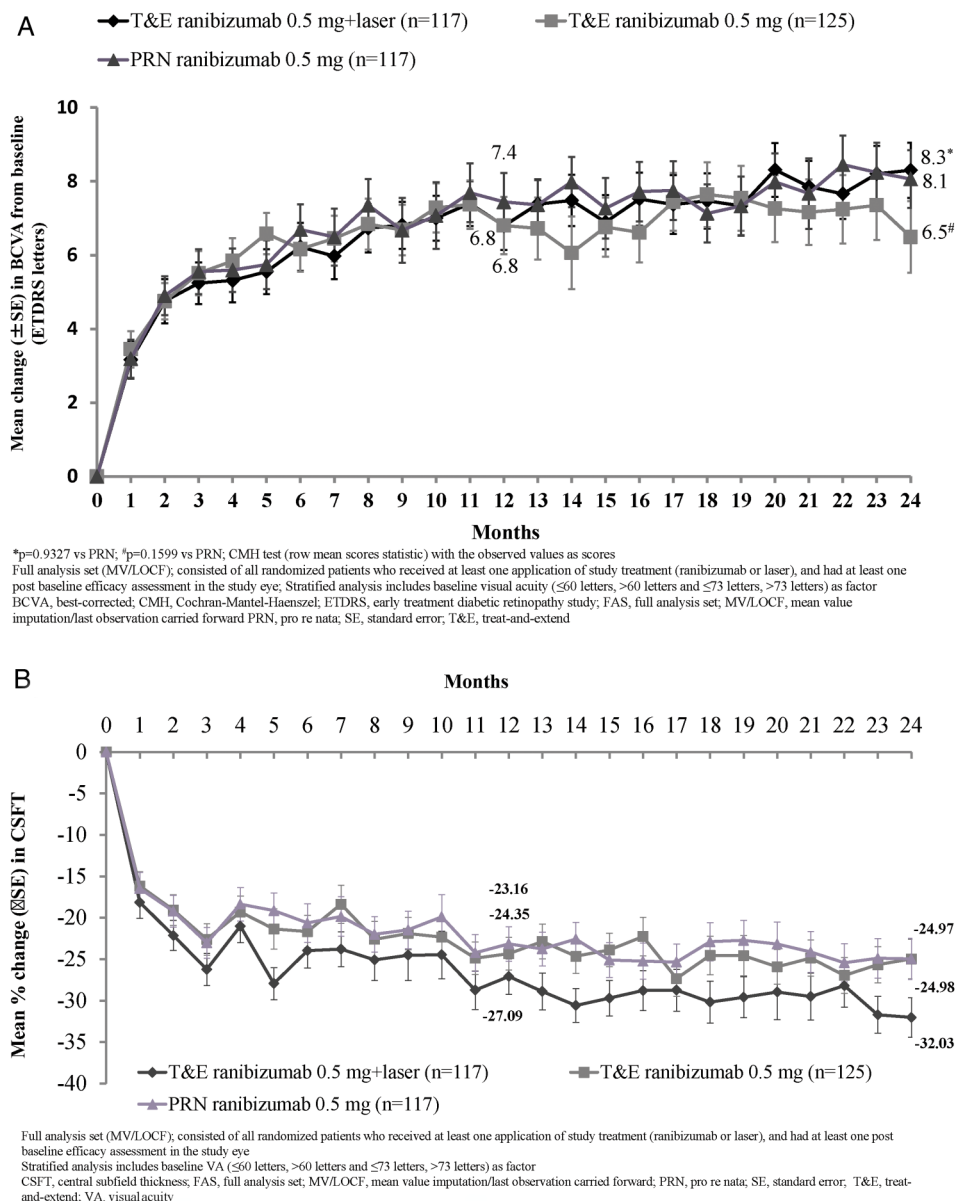 A
T&E ranibizumab 0.5 mg+laser (n=117)
T&E ranibizumab 0.5 mg (n=125)
PRN ranibizumab 0.5 mg (n=117)
Mean change (±SE) in BCVA from baseline
(ETDRS letters)
10
8
6
4
2
0
7.4
6.8
6.8
8.3*
8.1
6.5#
0 1 2 3 4 5 6 7 8 9 10 11 12 13 14 15 16 17 18 19 20 21 22 23 24
Months
*p=0.9327 vs PRN; #p=0.1599 vs PRN; CMH test (row mean scores statistic) with the observed values as scores
Full analysis set (MV/LOCF); consisted of all randomized patients who received at least one application of study treatment (ranibizumab or laser), and had at least one
post baseline efficacy assessment in the study eye; Stratified analysis includes baseline visual acuity (≤60 letters, >60 letters and ≤73 letters, >73 letters) as factor
BCVA, best-corrected; CMH, Cochran-Mantel-Haenszel; ETDRS, early treatment diabetic retinopathy study; FAS, full analysis set; MV/LOCF, mean value
imputation/last observation carried forward PRN, pro re nata; SE, standard error; T&E, treat-and-extend
B
Months
0 1 2 3 4 5 6 7 8 9 10 11 12 13 14 15 16 17 18 19 20 21 22 23 24
Mean % change (☒SE) in CSFT
0
-5
-10
-15
-20
-25
-30
-35
-40
-23.16
-24.35
-27.09
-24.97
-24.98
-32.03
T&E ranibizumab 0.5 mg+laser (n=117)
T&E ranibizumab 0.5 mg (n=125)
PRN ranibizumab 0.5 mg (n=117)
Full analysis set (MV/LOCF); consisted of all randomized patients who received at least one application of study treatment (ranibizumab or laser), and had at least one post
baseline efficacy assessment in the study eye
Stratified analysis includes baseline VA (≤60 letters, >60 letters and ≤73 letters, >73 letters) as factor
CSFT, central subfield thickness; FAS, full analysis set; MV/LOCF, mean value imputation/last observation carried forward; PRN, pro re nata; SE, standard error; T&E, treat-
and-extend; VA, visual acuity